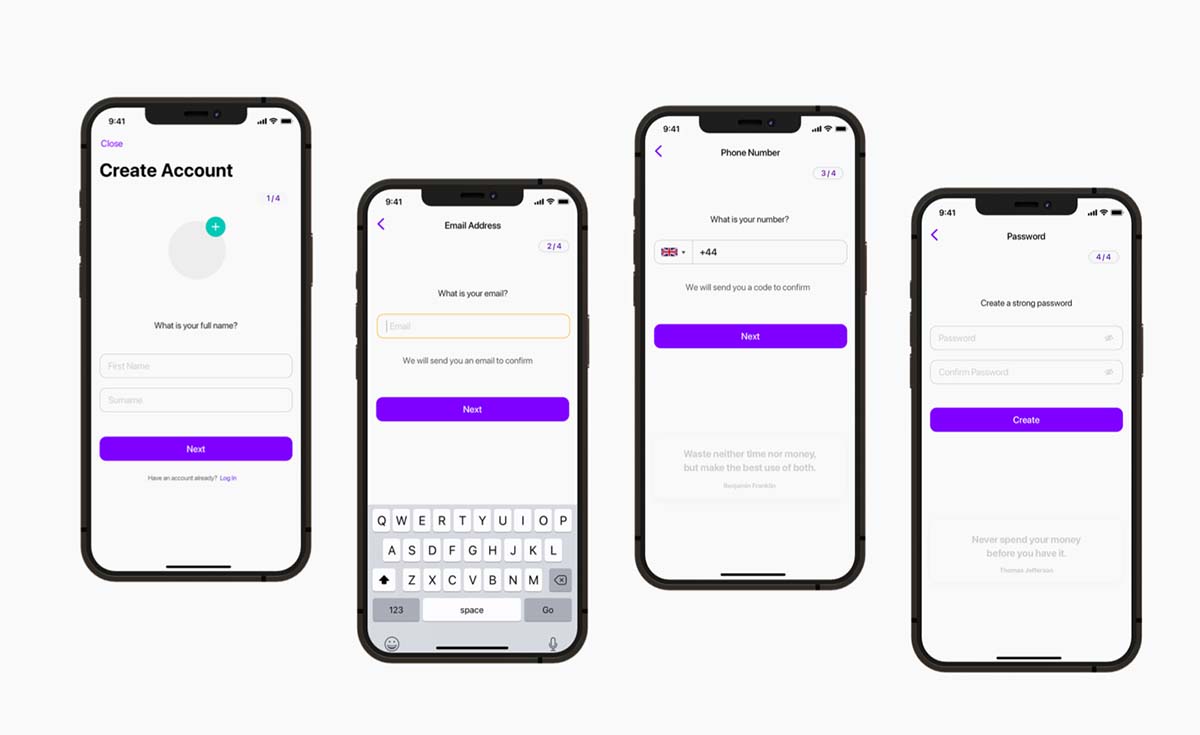 9:41
Close
Create Account
1/4
What is your full name?
First Name
Surname
Next
Have an account already? Log In
9:41
Email Address
2/4
What is your email?
Email
We will send you an email to confirm
Next
Q W E R T Y U I O P
A S D F G H J K L
Z X C V B N M
123 space Go
9:41
Phone Number
3/4
What is your number?
+44
We will send you a code to confirm
Next
Waste neither time nor money,
but make the best use of both.
Benjamin Franklin
9:41
Password
4/4
Create a strong password
Password
Confirm Password
Create
Never spend your money
before you have it.
Thomas Jefferson